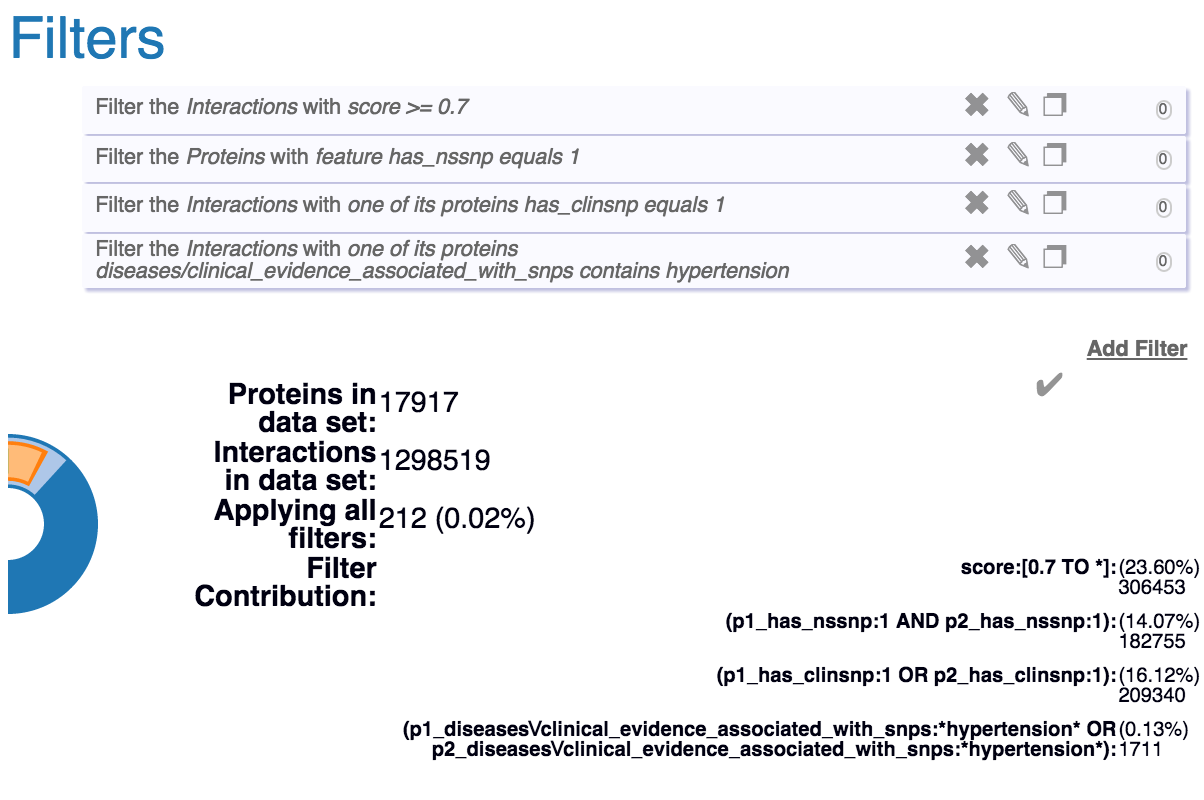 Filters
Filter the Interactions with score >= 0.7
0
Filter the Proteins with feature has_nssnp equals 1
0
Filter the Interactions with one of its proteins has_clinsnp equals 1
0
Filter the Interactions with one of its proteins
diseases/clinical_evidence_associated_with_snps contains hypertension
0
Add Filter
Proteins in
data set:
17917
Interactions
in data set:
1298519
Applying all
filters:
212 (0.02%)
Filter
Contribution:
score:[0.7 TO *]: (23.60%)
306453
(p1_has_nssnp:1 AND p2_has_nssnp:1): (14.07%)
182755
(p1_has_clinsnp:1 OR p2_has_clinsnp:1): (16.12%)
209340
(p1_diseases\/clinical_evidence_associated_with_snps:*hypertension* OR (0.13%)
p2_diseases\/clinical_evidence_associated_with_snps:*hypertension*): 1711